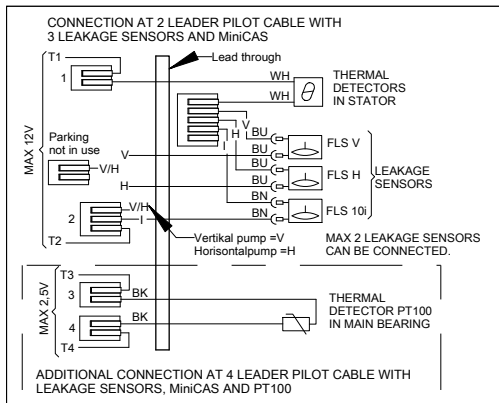 CONNECTION AT 2 LEADER PILOT CABLE WITH
3 LEAKAGE SENSORS AND MiniCAS
T1
Lead through
1
WH
WH
THERMAL
DETECTORS
IN STATOR
MAX 12V
Parking
not in use
V/H
V
H
I
V
H
BU
BU
BU
BU
BN
BN
FLS V
FLS H
FLS 10i
LEAKAGE
SENSORS
2
V/H
I
T2
Vertikal pump =V
Horisontalpump =H
MAX 2 LEAKAGE SENSORS
CAN BE CONNECTED.
MAX 2,5V
T3
3
BK
4
BK
T4
THERMAL
DETECTOR PT100
IN MAIN BEARING
ADDITIONAL CONNECTION AT 4 LEADER PILOT CABLE WITH
LEAKAGE SENSORS, MiniCAS AND PT100